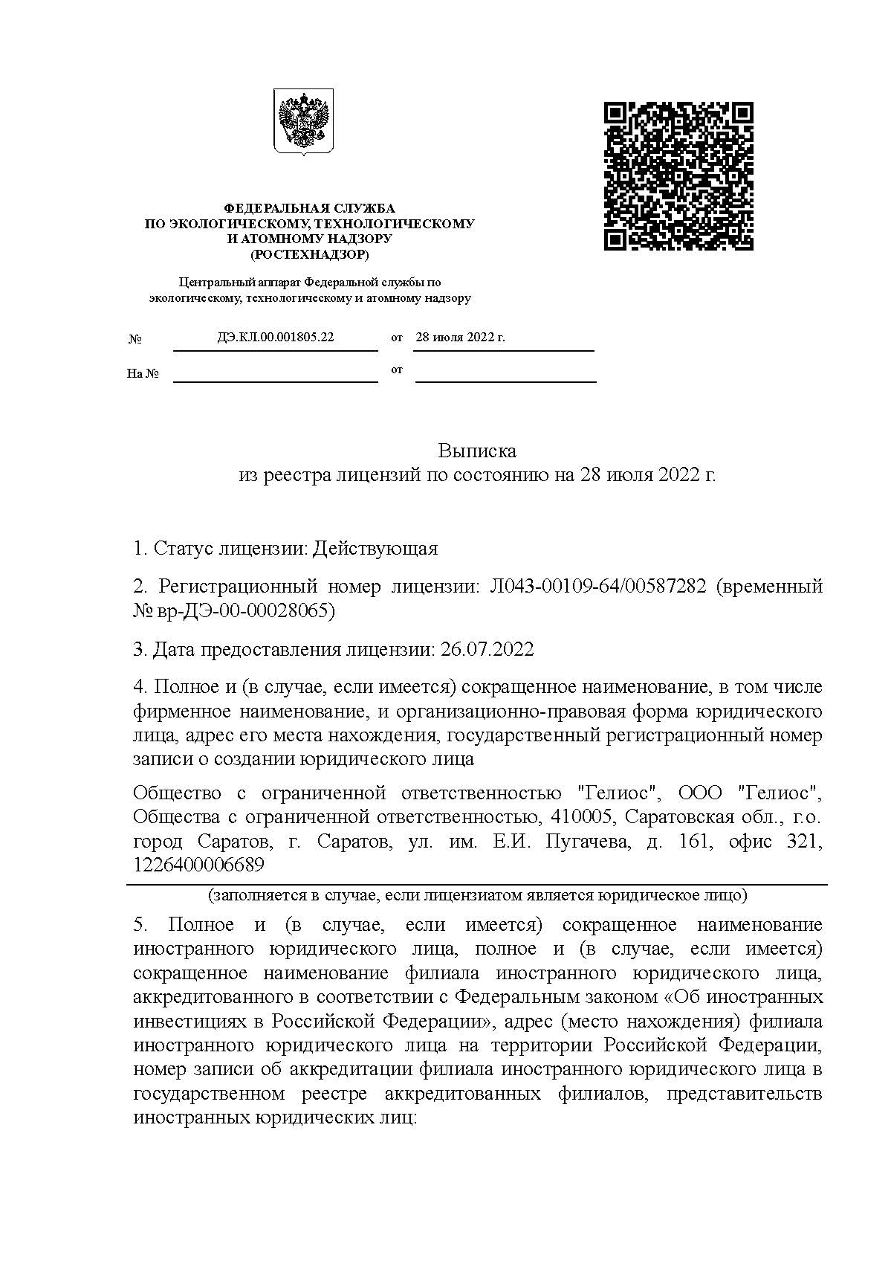 ФЕДЕРАЛЬНАЯ СЛУЖБА
ПО ЭКОЛОГИЧЕСКОМУ, ТЕХНОЛОГИЧЕСКОМУ
И АТОМНОМУ НАДЗОРУ
(РОСТЕХНАДЗОР)
Центральный аппарат Федеральной службы по
экологическому, технологическому и атомному надзору
№ ДЭ.КЛ.00.001805.22 от 28 июля 2022 г.
На № от
Выписка
из реестра лицензий по состоянию на 28 июля 2022 г.
1. Статус лицензии: Действующая
2. Регистрационный номер лицензии: Л043-00109-64/00587282 (временный
№ вр-ДЭ-00-00028065)
3. Дата предоставления лицензии: 26.07.2022
4. Полное и (в случае, если имеется) сокращенное наименование, в том числе
фирменное наименование, и организационно-правовая форма юридического
лица, адрес его места нахождения, государственный регистрационный номер
записи о создании юридического лица
Общество с ограниченной ответственностью "Гелиос", ООО "Гелиос",
Общества с ограниченной ответственностью, 410005, Саратовская обл., г.о.
город Саратов, г. Саратов, ул. им. Е.И. Пугачева, д. 161, офис 321,
1226400006689
(заполняется в случае, если лицензиатом является юридическое лицо)
5. Полное и (в случае, если имеется) сокращенное наименование
иностранного юридического лица, полное и (в случае, если имеется)
сокращенное наименование филиала иностранного юридического лица,
аккредитованного в соответствии с Федеральным законом «Об иностранных
инвестициях в Российской Федерации», адрес (место нахождения) филиала
иностранного юридического лица на территории Российской Федерации,
номер записи об аккредитации филиала иностранного юридического лица в
государственном реестре аккредитованных филиалов, представительств
иностранных юридических лиц: